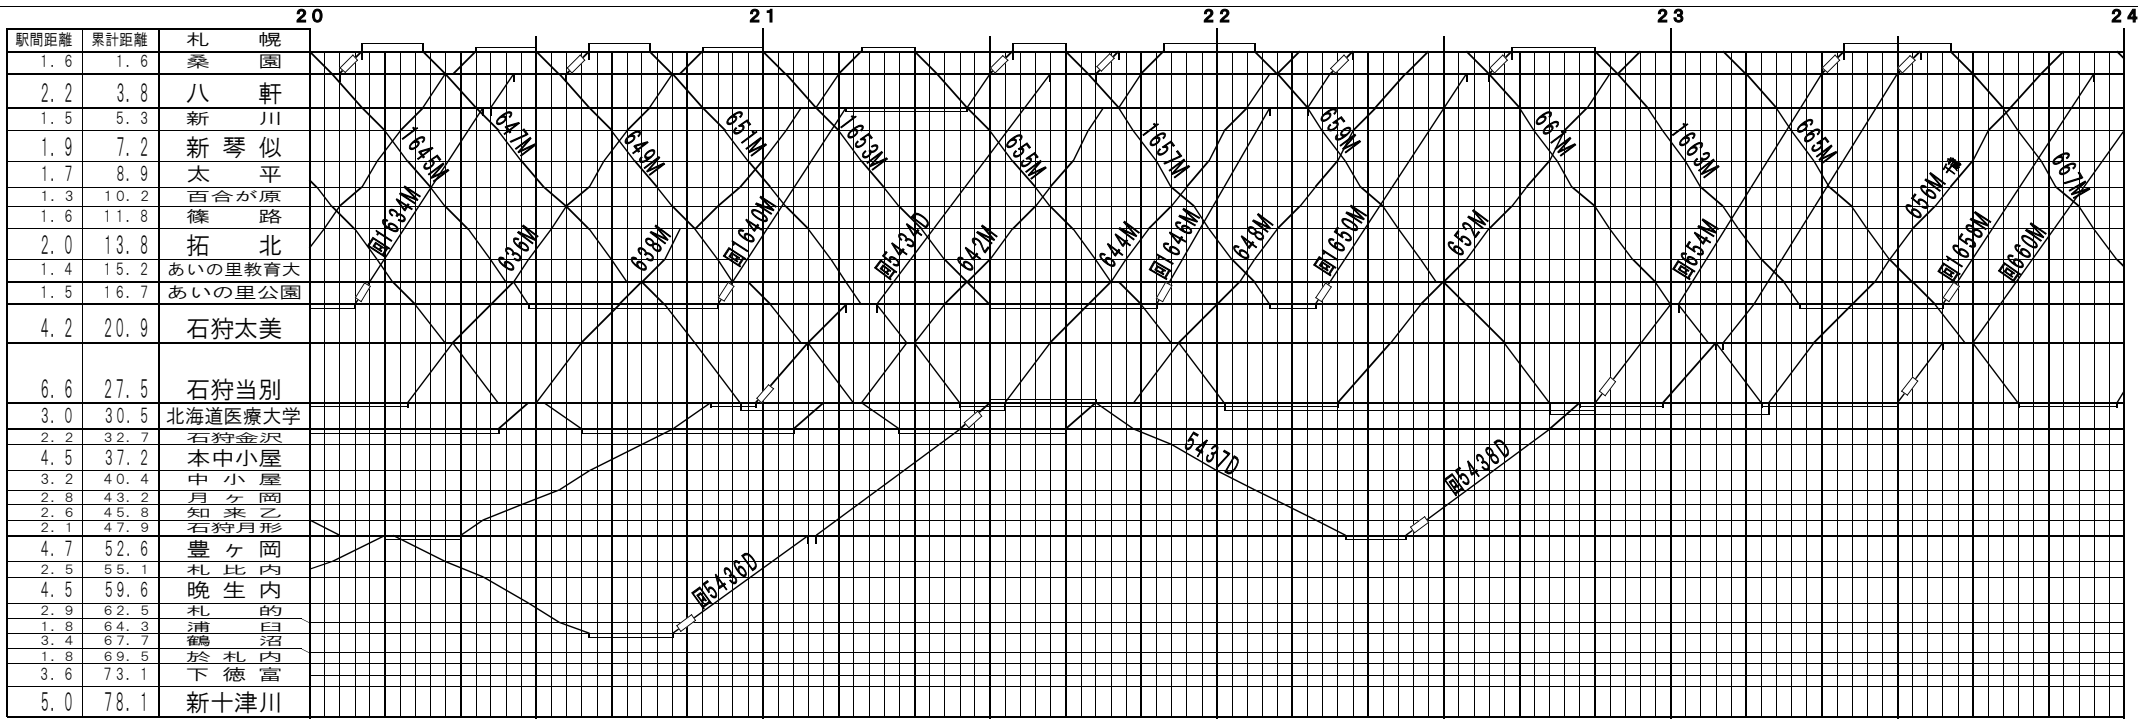 20 21 22 23 24
駅間距離 累計距離 札幌
1.6 1.6 桑園
2.2 3.8 八軒
1.5 5.3 新川
1.9 7.2 新琴似
1.7 8.9 太平
1.3 10.2 百合が原
1.6 11.8 篠路
2.0 13.8 拓北
1.4 15.2 あいの里教育大
1.5 16.7 あいの里公園
4.2 20.9 石狩太美
6.6 27.5 石狩当別
3.0 30.5 北海道医療大学
2.2 32.7 石狩金沢
4.5 37.2 本中小屋
3.2 40.4 中小屋
2.8 43.2 月ヶ岡
2.6 45.8 知来乙
2.1 47.9 石狩月形
4.7 52.6 豊ヶ岡
2.5 55.1 札比内
4.5 59.6 晩生内
2.9 62.5 札的
1.8 64.3 浦臼
3.4 67.7 鶴沼
1.8 69.5 於札内
3.6 73.1 下徳富
5.0 78.1 新十津川
1645M
647M
649M
651M
1653M
655M
1657M
659M
661M
1663M
665M
667M
回1634M
636M
638M
回1640M
回5434D
642M
644M
回1646M
648M
回1650M
652M
回654M
656M
回1658M
回660M
5437D
回5438D
回5436D